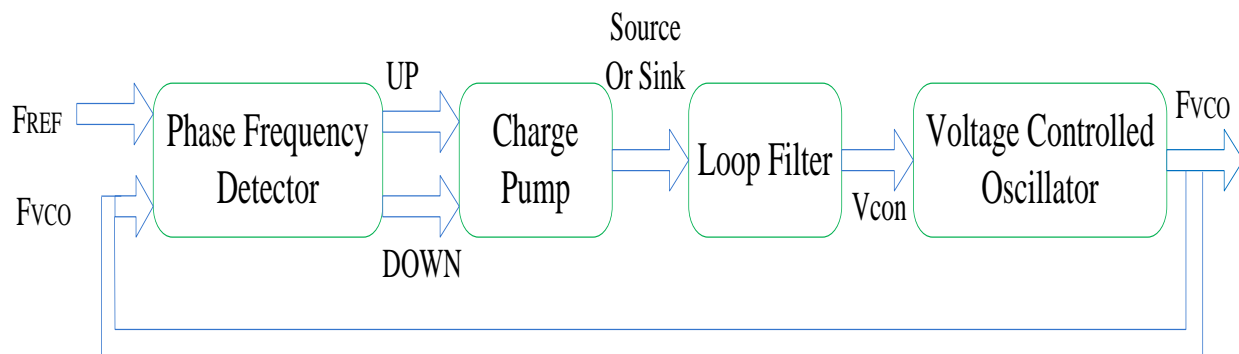 Source
Or Sink
UP
FREF
Phase Frequency
Detector
Charge
Pump
Loop Filter
Voltage Controlled
Oscillator
FVCO
FVCO
Vcon
DOWN